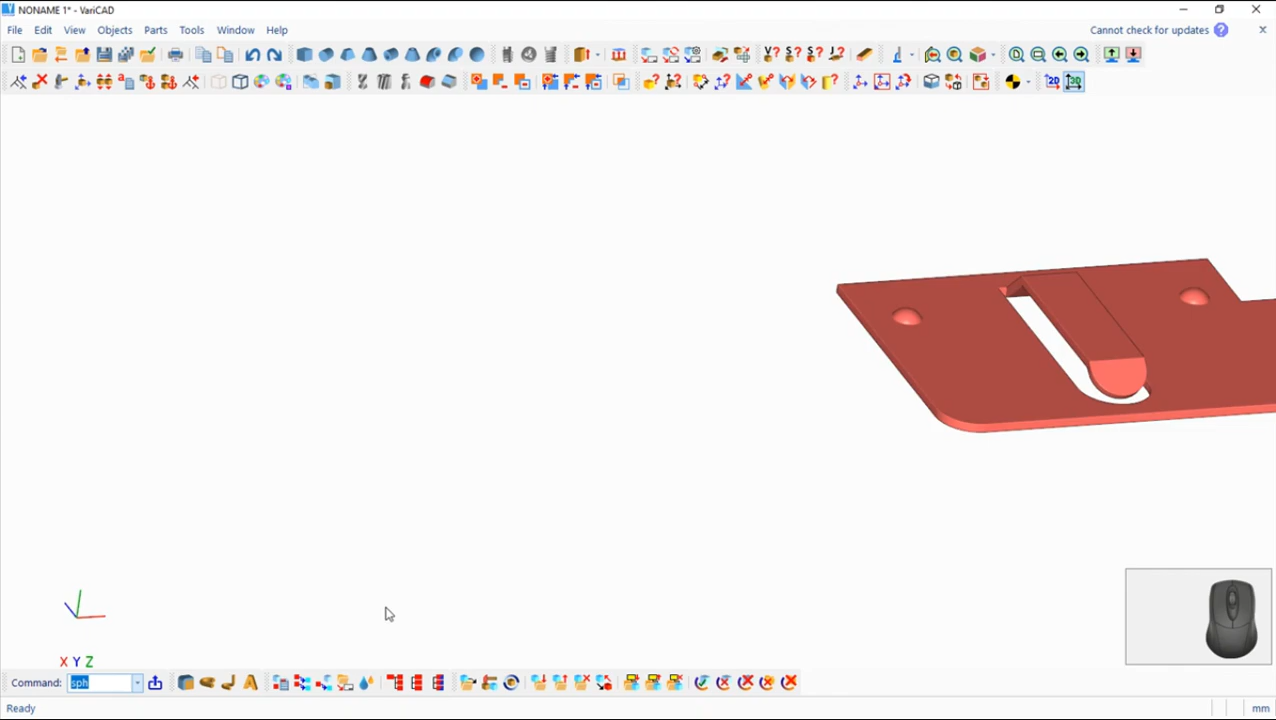 NONAME 1* - VariCAD
File Edit View Objects Parts Tools Window Help
Cannot check for updates ?
X Y Z
Command: sph
Ready
mm